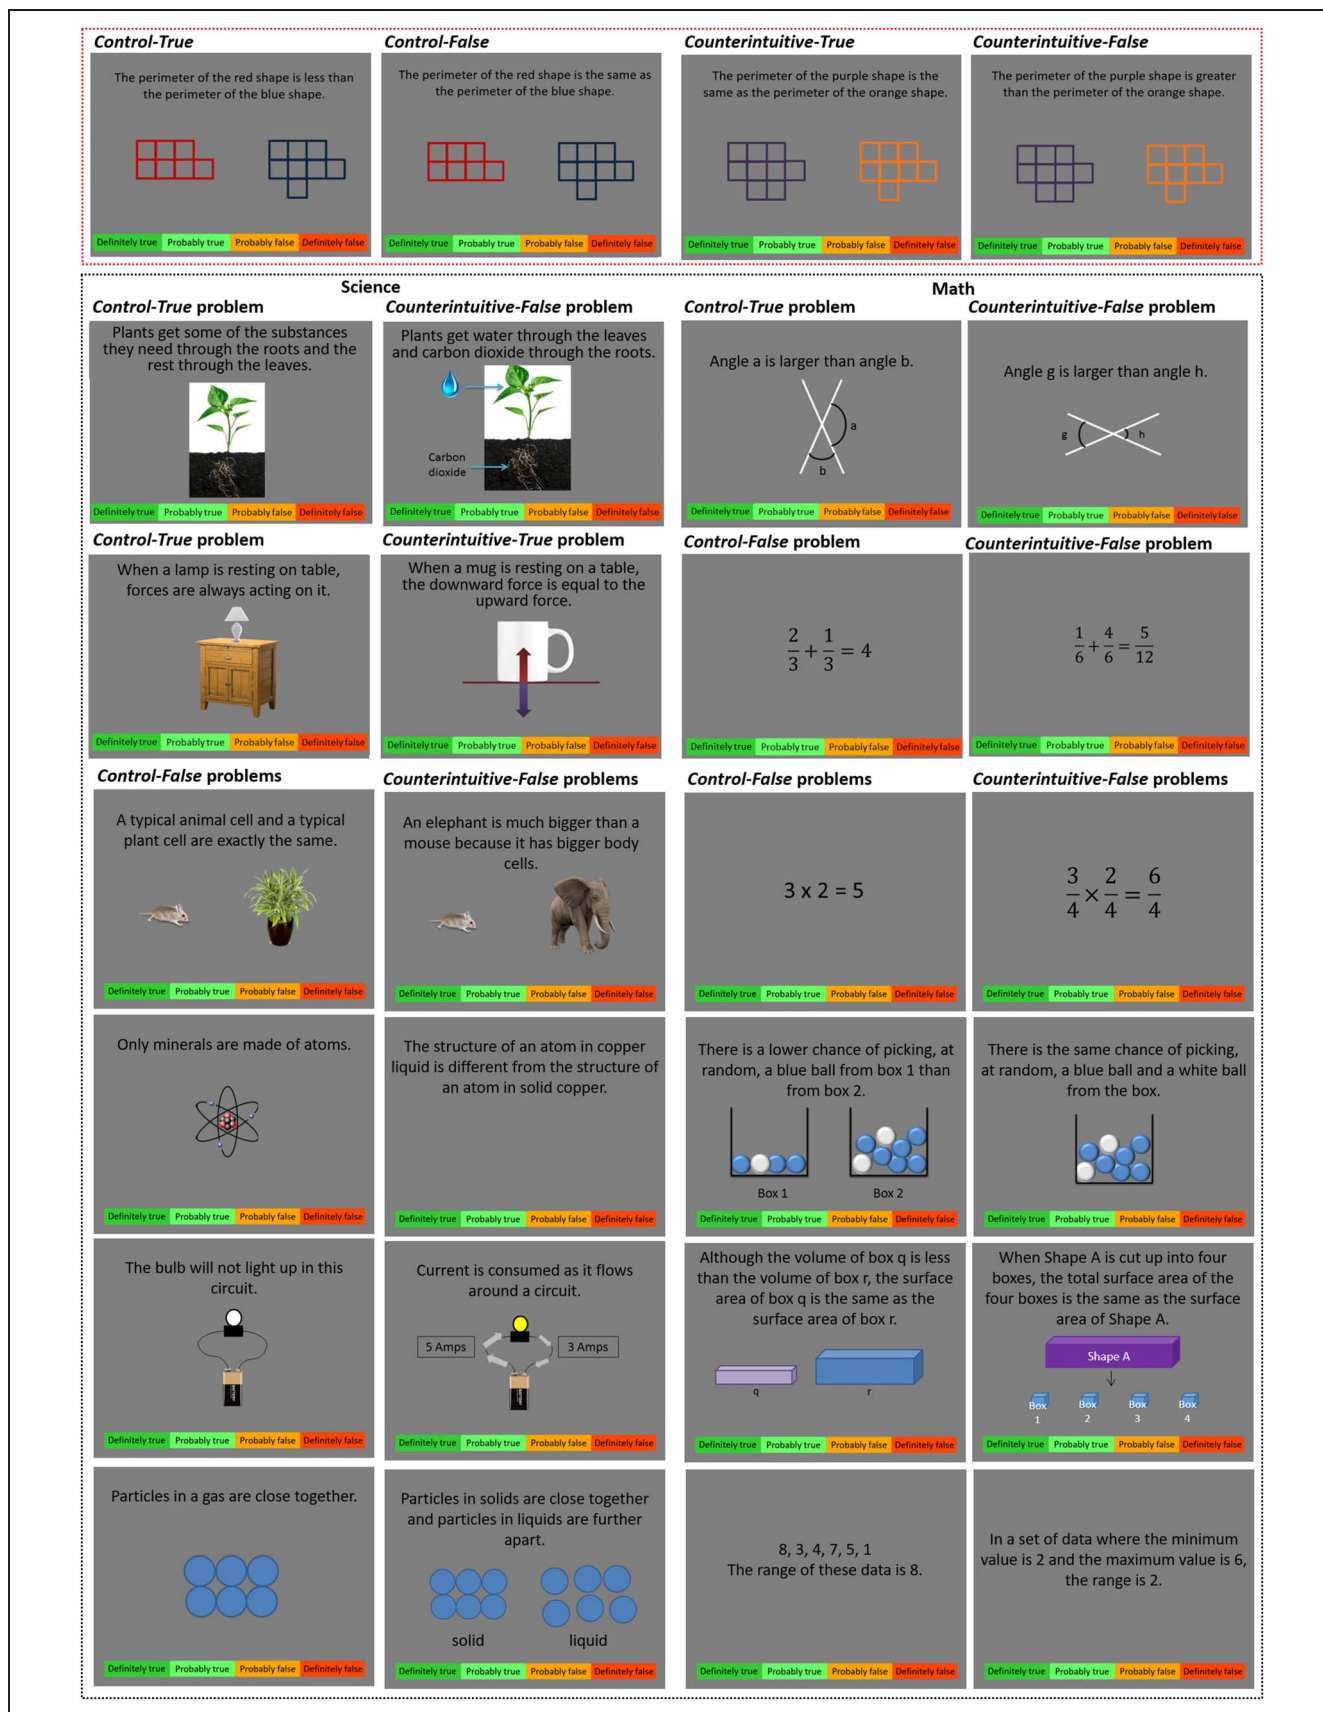 Control-True
The perimeter of the red shape is less than
the perimeter of the blue shape.
Definitely true Probably true Probably false Definitely false
Control-False
The perimeter of the red shape is the same as
the perimeter of the blue shape.
Definitely true Probably true Probably false Definitely false
Counterintuitive-True
The perimeter of the purple shape is the
same as the perimeter of the orange shape.
Definitely true Probably true Probably false Definitely false
Counterintuitive-False
The perimeter of the purple shape is greater
than the perimeter of the orange shape.
Definitely true Probably true Probably false Definitely false
Science
Math
Control-True problem
Plants get some of the substances
they need through the roots and the
rest through the leaves.
Definitely true Probably true Probably false Definitely false
Counterintuitive-False problem
Plants get water through the leaves
and carbon dioxide through the roots.
Carbon
dioxide
Definitely true Probably true Probably false Definitely false
Control-True problem
Angle a is larger than angle b.
a
b
Definitely true Probably true Probably false Definitely false
Counterintuitive-False problem
Angle g is larger than angle h.
g h
Definitely true Probably true Probably false Definitely false
Control-True problem
When a lamp is resting on table,
forces are always acting on it.
Definitely true Probably true Probably false Definitely false
Counterintuitive-True problem
When a mug is resting on a table,
the downward force is equal to the
upward force.
Definitely true Probably true Probably false Definitely false
Control-False problem
2/3 + 1/3 = 4
Definitely true Probably true Probably false Definitely false
Counterintuitive-False problem
1/6 + 4/6 = 5/12
Definitely true Probably true Probably false Definitely false
Control-False problems
A typical animal cell and a typical
plant cell are exactly the same.
Definitely true Probably true Probably false Definitely false
Counterintuitive-False problems
An elephant is much bigger than a
mouse because it has bigger body
cells.
Definitely true Probably true Probably false Definitely false
Control-False problems
3 x 2 = 5
Definitely true Probably true Probably false Definitely false
Counterintuitive-False problems
3/4 × 2/4 = 6/4
Definitely true Probably true Probably false Definitely false
Only minerals are made of atoms.
Definitely true Probably true Probably false Definitely false
The structure of an atom in copper
liquid is different from the structure of
an atom in solid copper.
Definitely true Probably true Probably false Definitely false
There is a lower chance of picking, at
random, a blue ball from box 1 than
from box 2.
Box 1 Box 2
Definitely true Probably true Probably false Definitely false
There is the same chance of picking,
at random, a blue ball and a white ball
from the box.
Definitely true Probably true Probably false Definitely false
The bulb will not light up in this
circuit.
Definitely true Probably true Probably false Definitely false
Current is consumed as it flows
around a circuit.
5 Amps 3 Amps
Definitely true Probably true Probably false Definitely false
Although the volume of box q is less
than the volume of box r, the surface
area of box q is the same as the
surface area of box r.
q r
Definitely true Probably true Probably false Definitely false
When Shape A is cut up into four
boxes, the total surface area of the
four boxes is the same as the surface
area of Shape A.
Shape A
Box Box Box Box
1 2 3 4
Definitely true Probably true Probably false Definitely false
Particles in a gas are close together.
Definitely true Probably true Probably false Definitely false
Particles in solids are close together
and particles in liquids are further
apart.
solid liquid
Definitely true Probably true Probably false Definitely false
8, 3, 4, 7, 5, 1
The range of these data is 8.
Definitely true Probably true Probably false Definitely false
In a set of data where the minimum
value is 2 and the maximum value is 6,
the range is 2.
Definitely true Probably true Probably false Definitely false